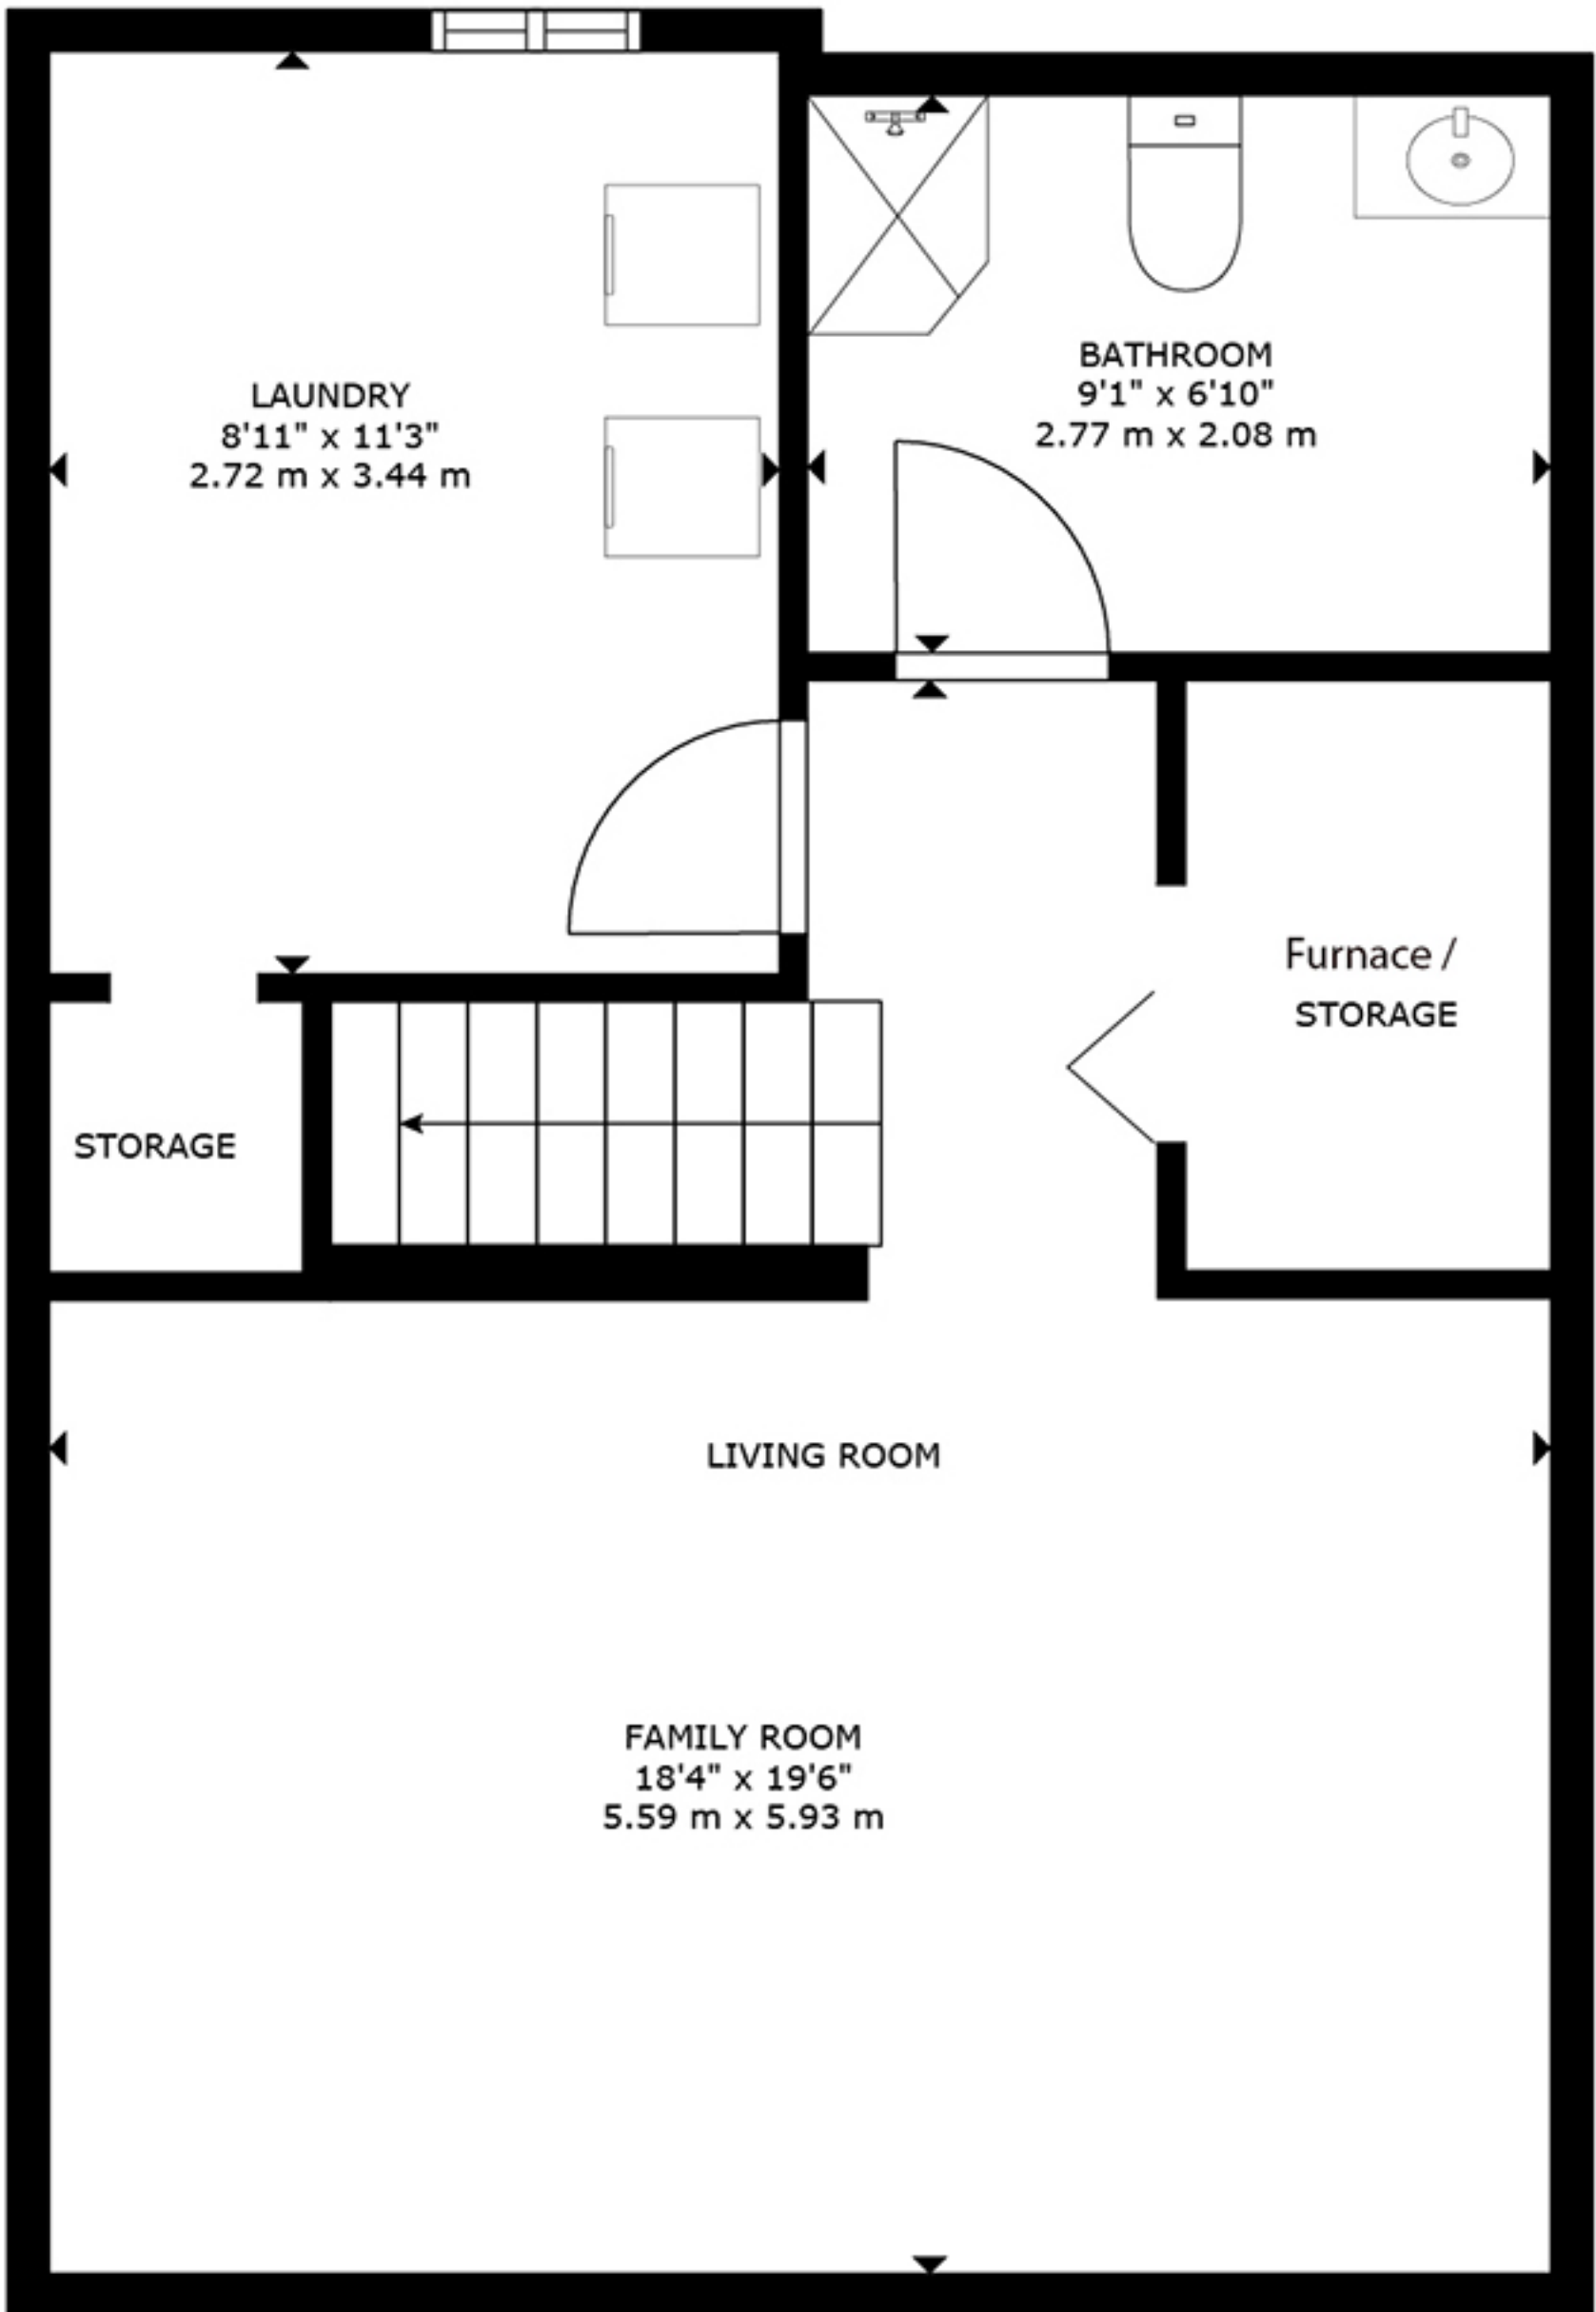 LAUNDRY
8'11" x 11'3"
2.72 m x 3.44 m
BATHROOM
9'1" x 6'10"
2.77 m x 2.08 m
Furnace /
STORAGE
STORAGE
LIVING ROOM
FAMILY ROOM
18'4" x 19'6"
5.59 m x 5.93 m